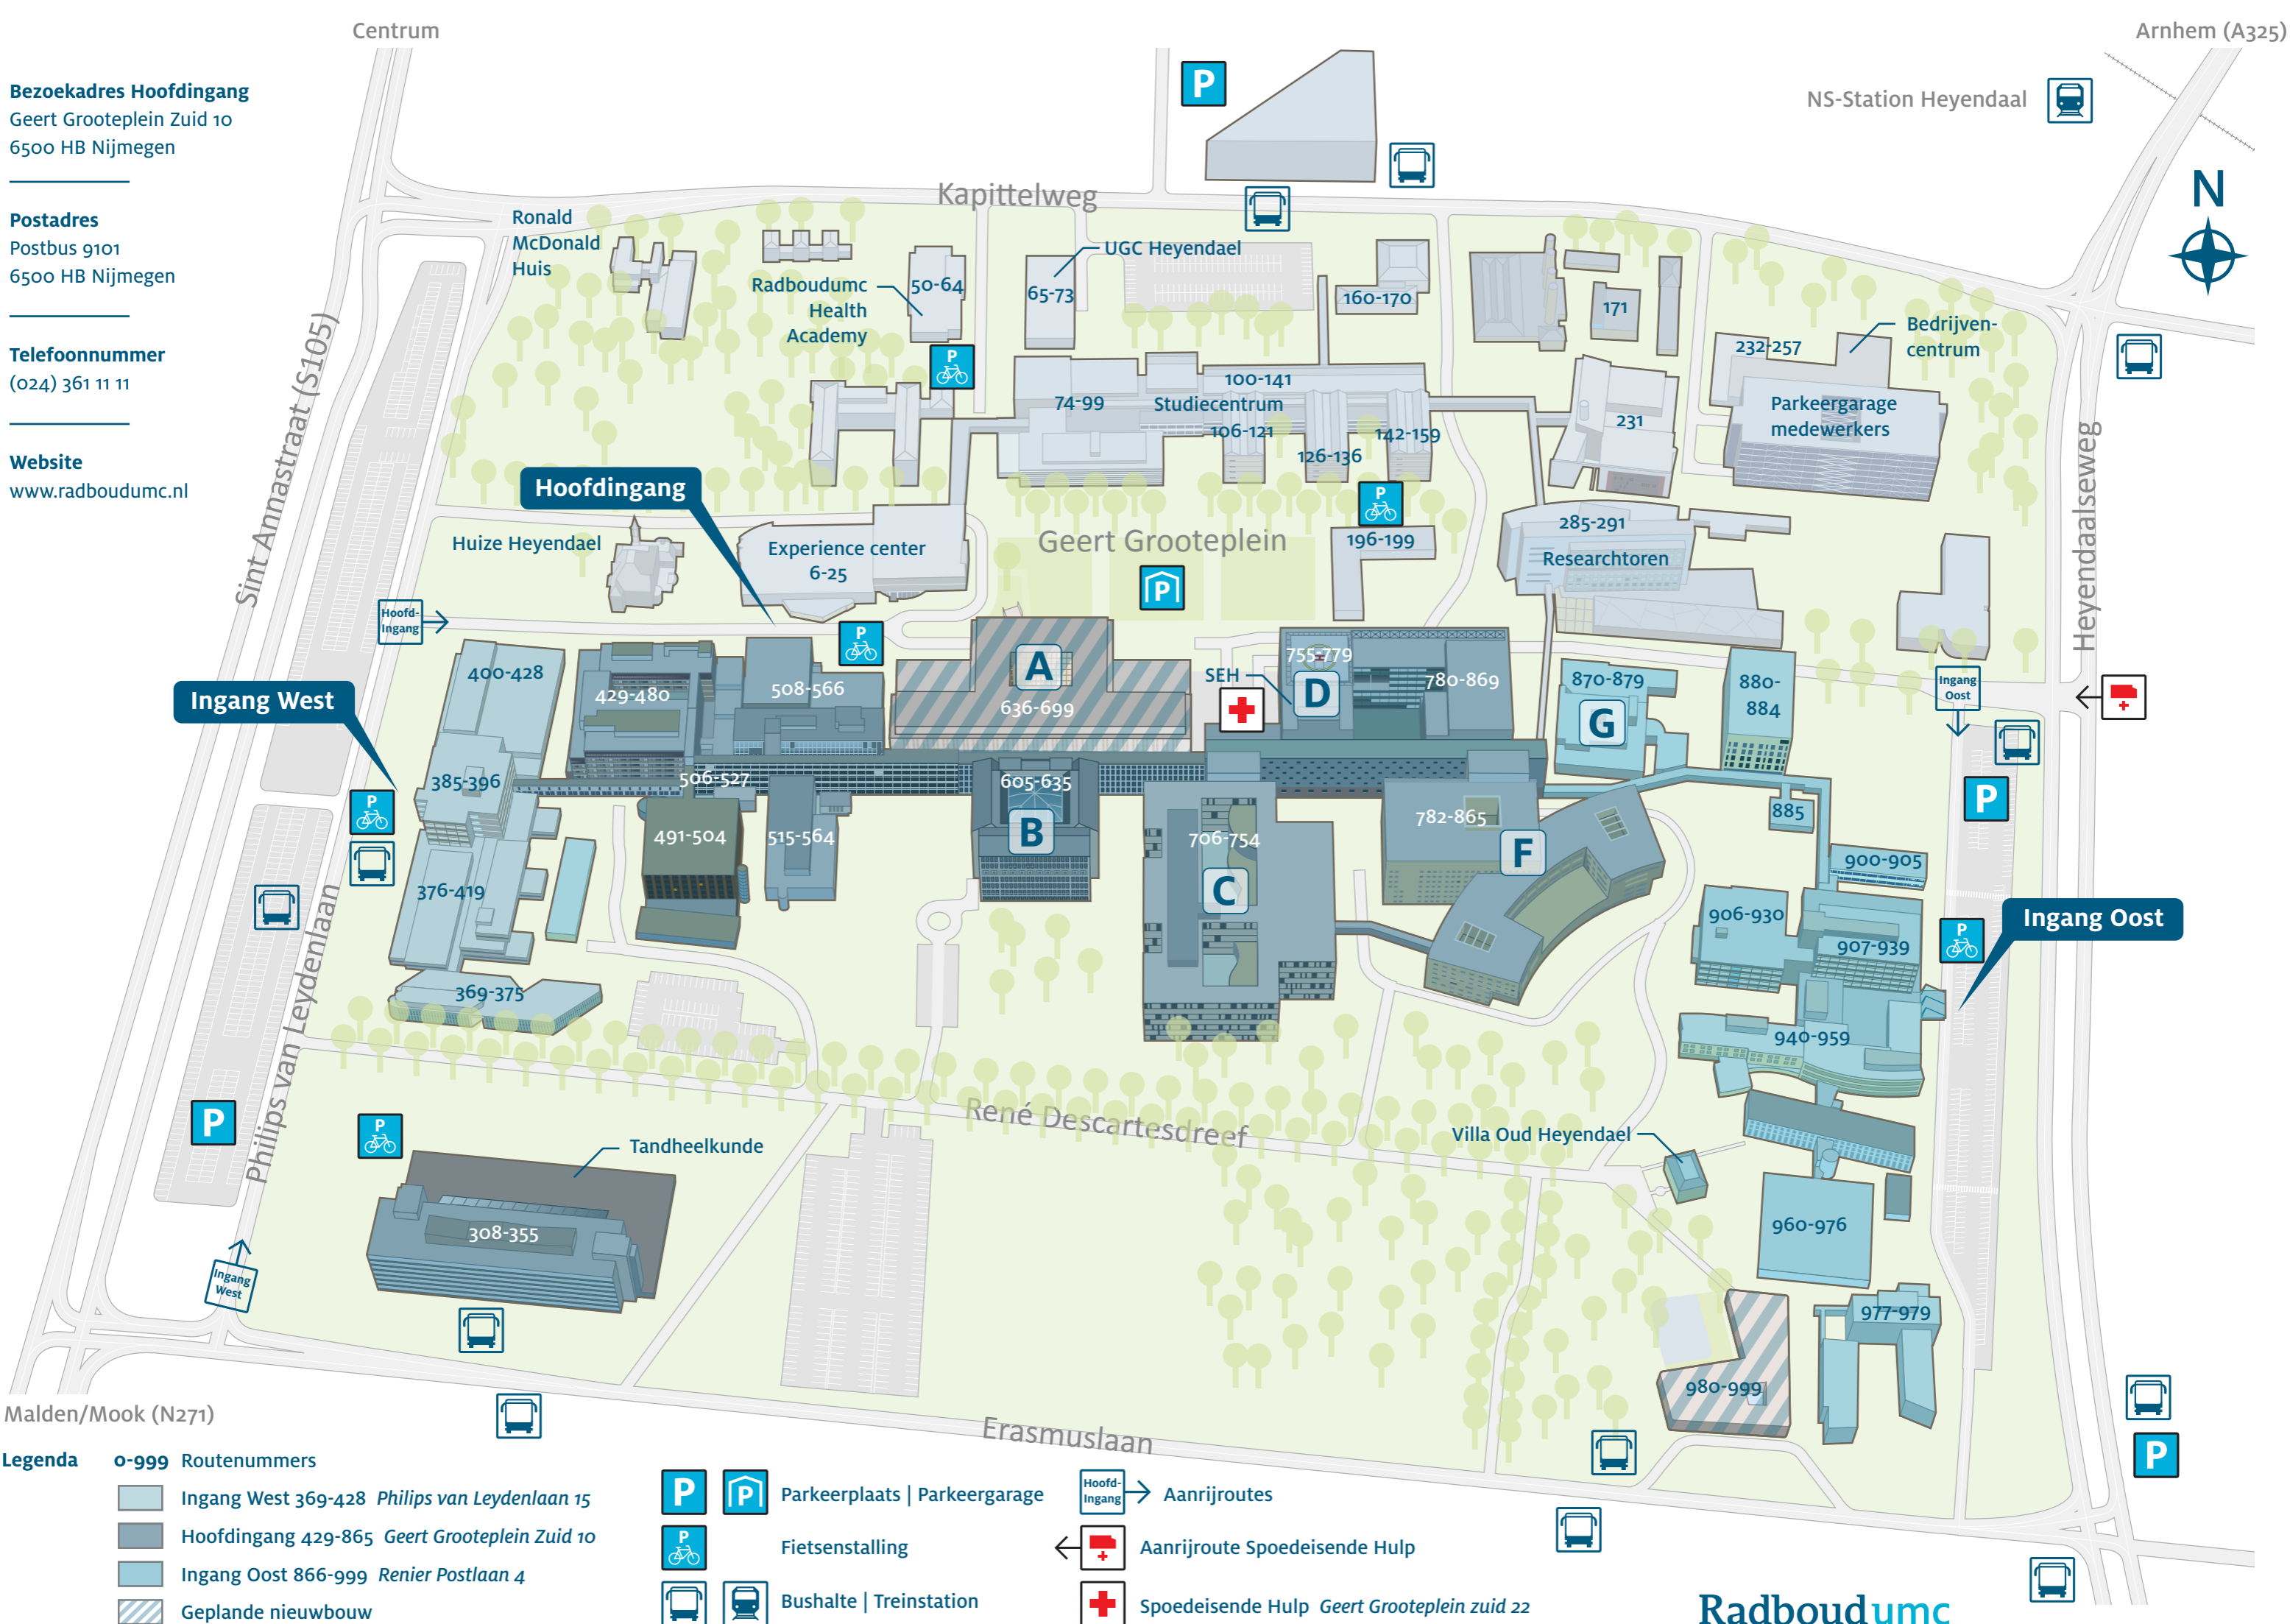 Centrum
Arnhem (A325)
Bezoekadres Hoofdingang
Geert Grooteplein Zuid 10
6500 HB Nijmegen
Postadres
Postbus 9101
6500 HB Nijmegen
Telefoonnummer
(024) 361 11 11
Website
www.radboudumc.nl
P
NS-Station Heyendaal
N
Kapittelweg
Ronald
McDonald
Huis
UGC Heyendael
Radboudumc
Health
Academy
50-64
65-73
160-170
171
Bedrijven-
centrum
232-257
P
Sint Annastraat (S105)
100-141
74-99
Studiecentrum
106-121
126-136
142-159
231
Parkeergarage
medewerkers
Heyendaalseweg
Hoofdingang
P
Huize Heyendael
Experience center
6-25
Geert Grooteplein
P
196-199
285-291
Researchtoren
Hoofd-
Ingang
P
Ingang West
400-428
429-480
508-566
A
636-699
SEH
755-779
D
780-869
870-879
G
880-
884
Ingang
Oost
385-396
506-527
605-635
B
P
491-504
515-564
706-754
C
782-865
F
885
P
376-419
900-905
906-930
907-939
P
Ingang Oost
369-375
940-959
Philips van Leydenlaan
P
P
René Descartesdreef
Tandheelkunde
Villa Oud Heyendael
308-355
960-976
Ingang
West
977-979
980-999
Malden/Mook (N271)
Erasmuslaan
P
Legenda
0-999 Routenummers
Ingang West 369-428 Philips van Leydenlaan 15
Hoofdingang 429-865 Geert Grooteplein Zuid 10
Ingang Oost 866-999 Renier Postlaan 4
Geplande nieuwbouw
P P Parkeerplaats | Parkeergarage
P Fietsenstalling
Bushalte | Treinstation
Hoofd-
Ingang
Aanrijroutes
Aanrijroute Spoedeisende Hulp
Spoedeisende Hulp Geert Grooteplein zuid 22
Radboudumc